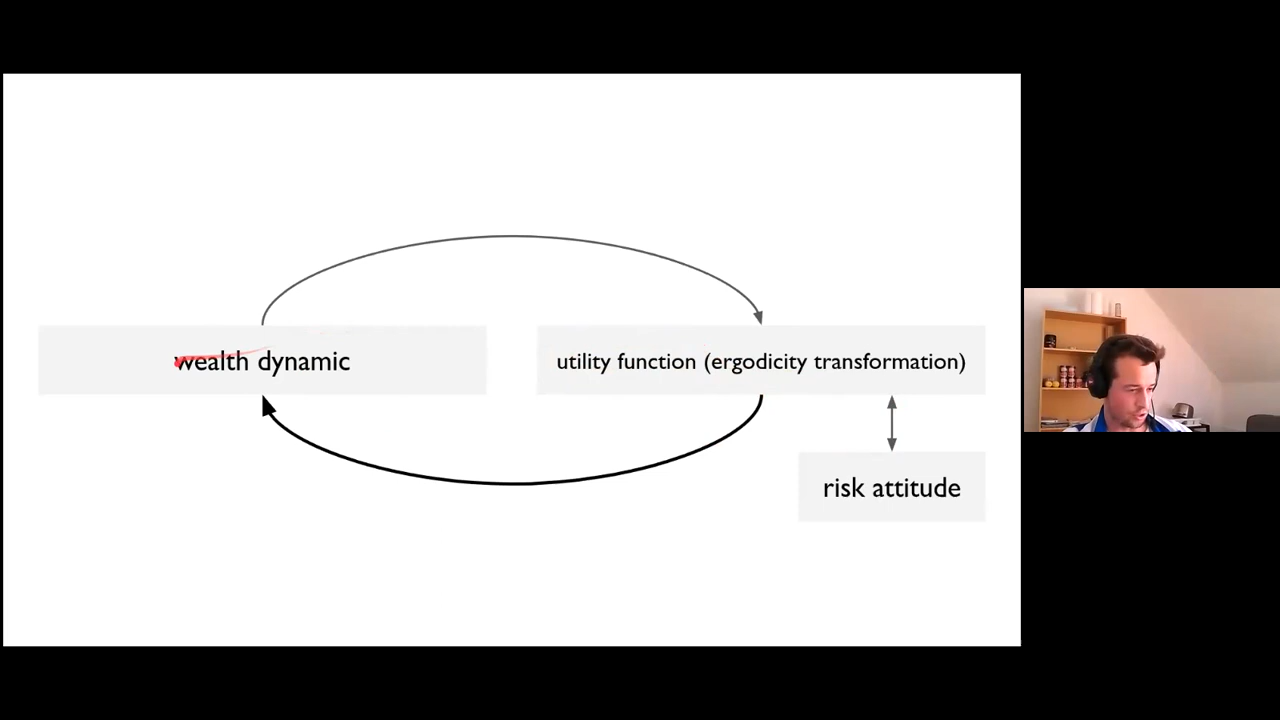 wealth dynamic
utility function (ergodicity transformation)
risk attitude